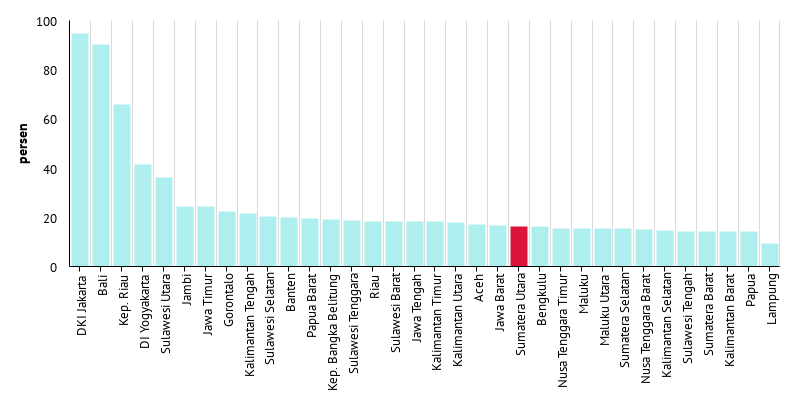 100
80
60
40
20
0
persen
DKI Jakarta
Bali
Kep. Riau
DI Yogyakarta
Sulawesi Utara
Jambi
Jawa Timur
Gorontalo
Kalimantan Tengah
Sulawesi Selatan
Banten
Papua Barat
Kep. Bangka Belitung
Sulawesi Tenggara
Riau
Sulawesi Barat
Jawa Tengah
Kalimantan Timur
Kalimantan Utara
Aceh
Jawa Barat
Sumatera Utara
Bengkulu
Nusa Tenggara Timur
Maluku
Maluku Utara
Sumatera Selatan
Nusa Tenggara Barat
Kalimantan Selatan
Sulawesi Tengah
Sumatera Barat
Kalimantan Barat
Papua
Lampung